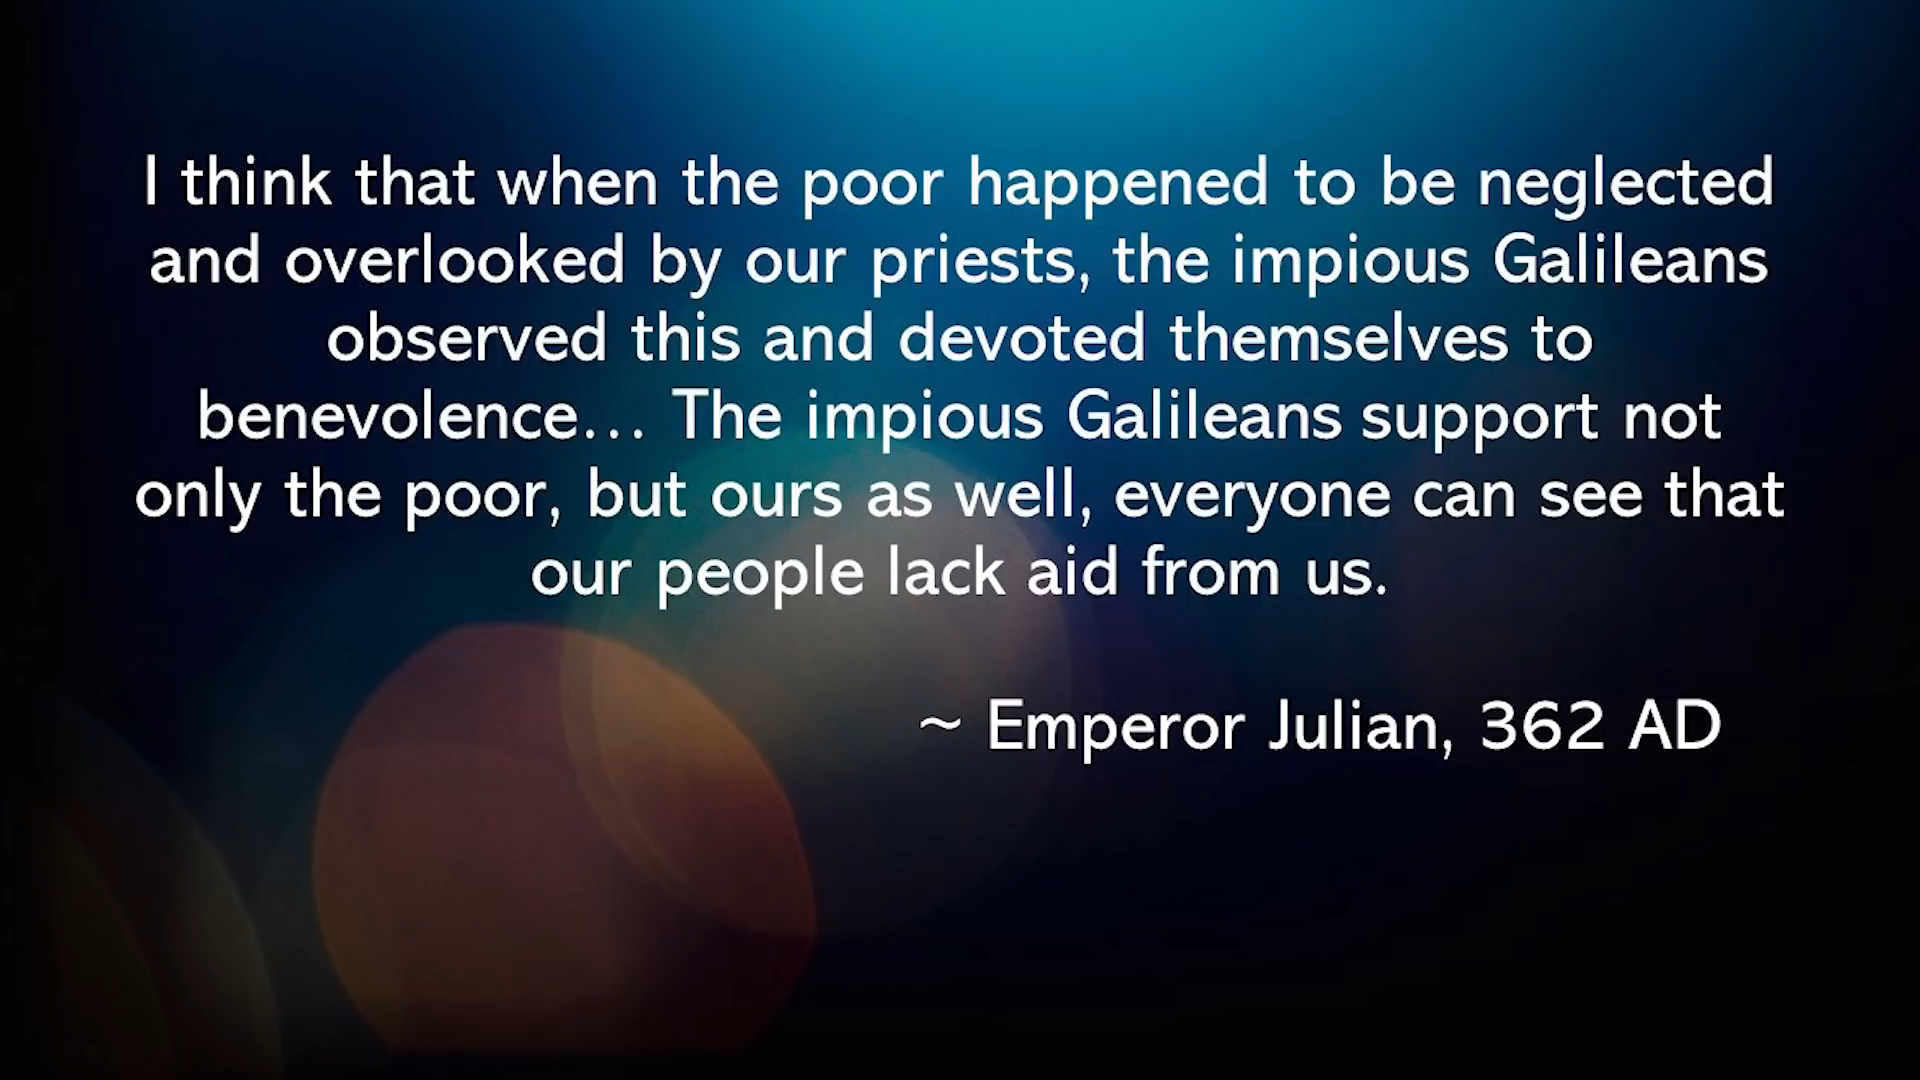 I think that when the poor happened to be neglected
and overlooked by our priests, the impious Galileans
observed this and devoted themselves to
benevolence... The impious Galileans support not
only the poor, but ours as well, everyone can see that
our people lack aid from us.
~ Emperor Julian, 362 AD